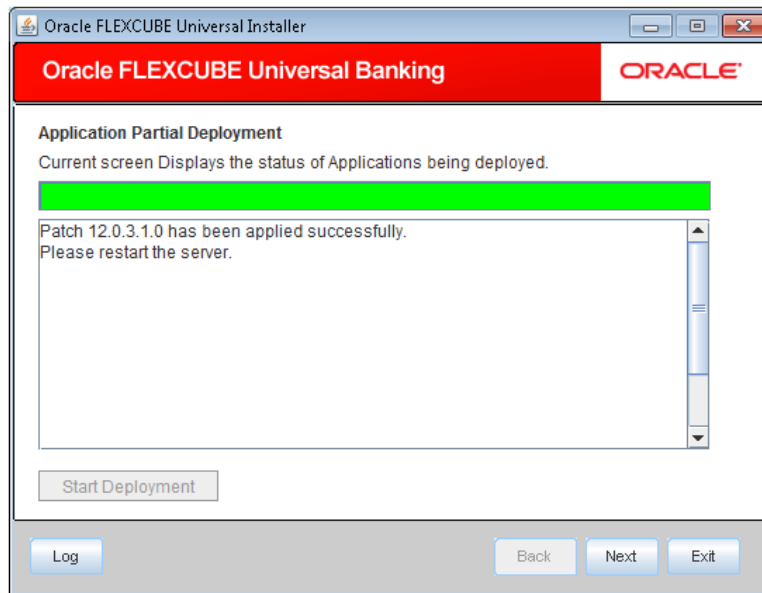 Oracle FLEXCUBE Universal Installer
Oracle FLEXCUBE Universal Banking
ORACLE
Application Partial Deployment
Current screen Displays the status of Applications being deployed.
Patch 12.0.3.1.0 has been applied successfully.
Please restart the server.
Start Deployment
Log
Back
Next
Exit